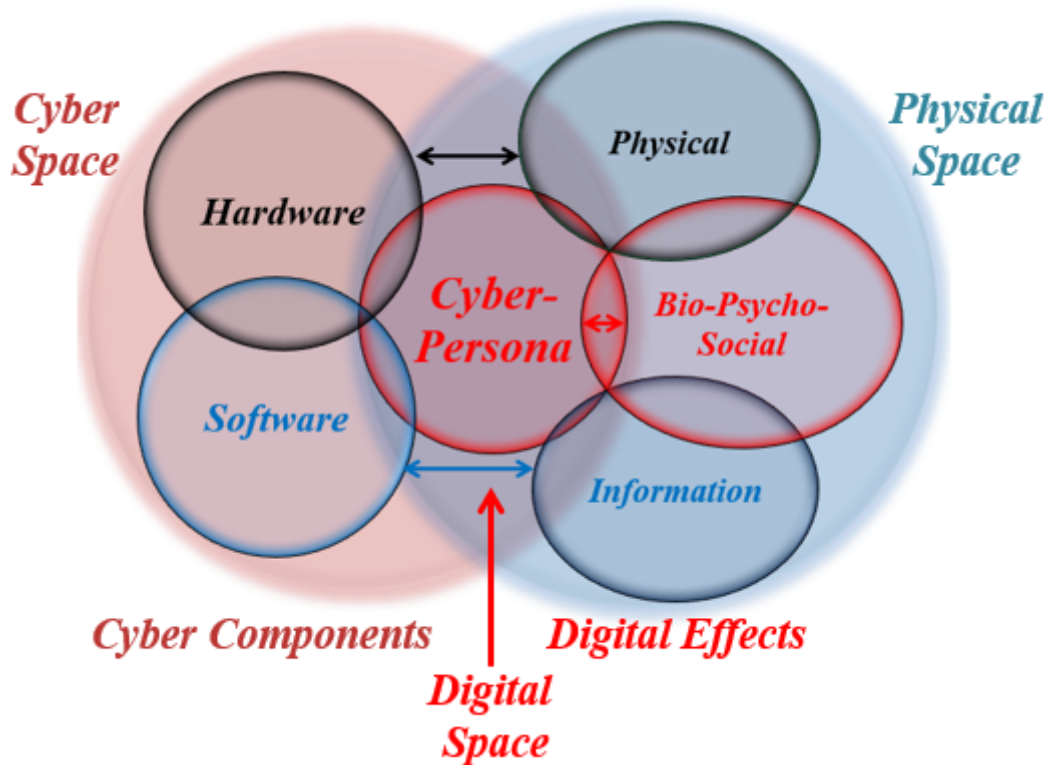 Cyber
Space
Physical
Space
Physical
Hardware
Cyber-
Persona
Bio-Psycho-
Social
Software
Information
Cyber Components
Digital Effects
Digital
Space